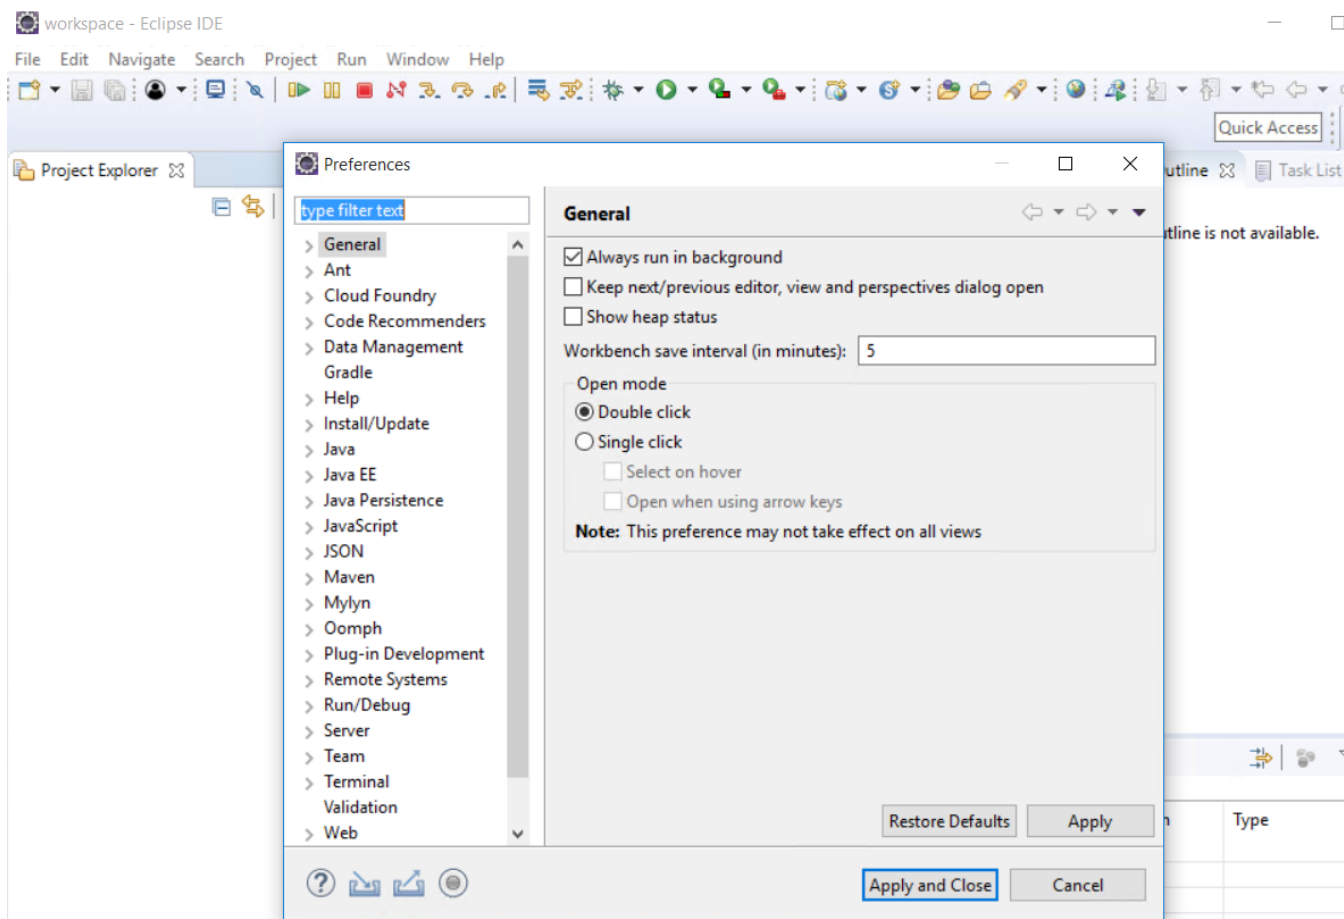 workspace - Eclipse IDE
File Edit Navigate Search Project Run Window Help
Quick Access
Project Explorer
Preferences
utline
Task List
type filter text
General
tline is not available.
General
Ant
Cloud Foundry
Code Recommenders
Data Management
Gradle
Help
Install/Update
Java
Java EE
Java Persistence
JavaScript
JSON
Maven
Mylyn
Oomph
Plug-in Development
Remote Systems
Run/Debug
Server
Team
Terminal
Validation
Web
Always run in background
Keep next/previous editor, view and perspectives dialog open
Show heap status
Workbench save interval (in minutes): 5
Open mode
Double click
Single click
Select on hover
Open when using arrow keys
Note: This preference may not take effect on all views
Restore Defaults
Apply
n
Type
Apply and Close
Cancel